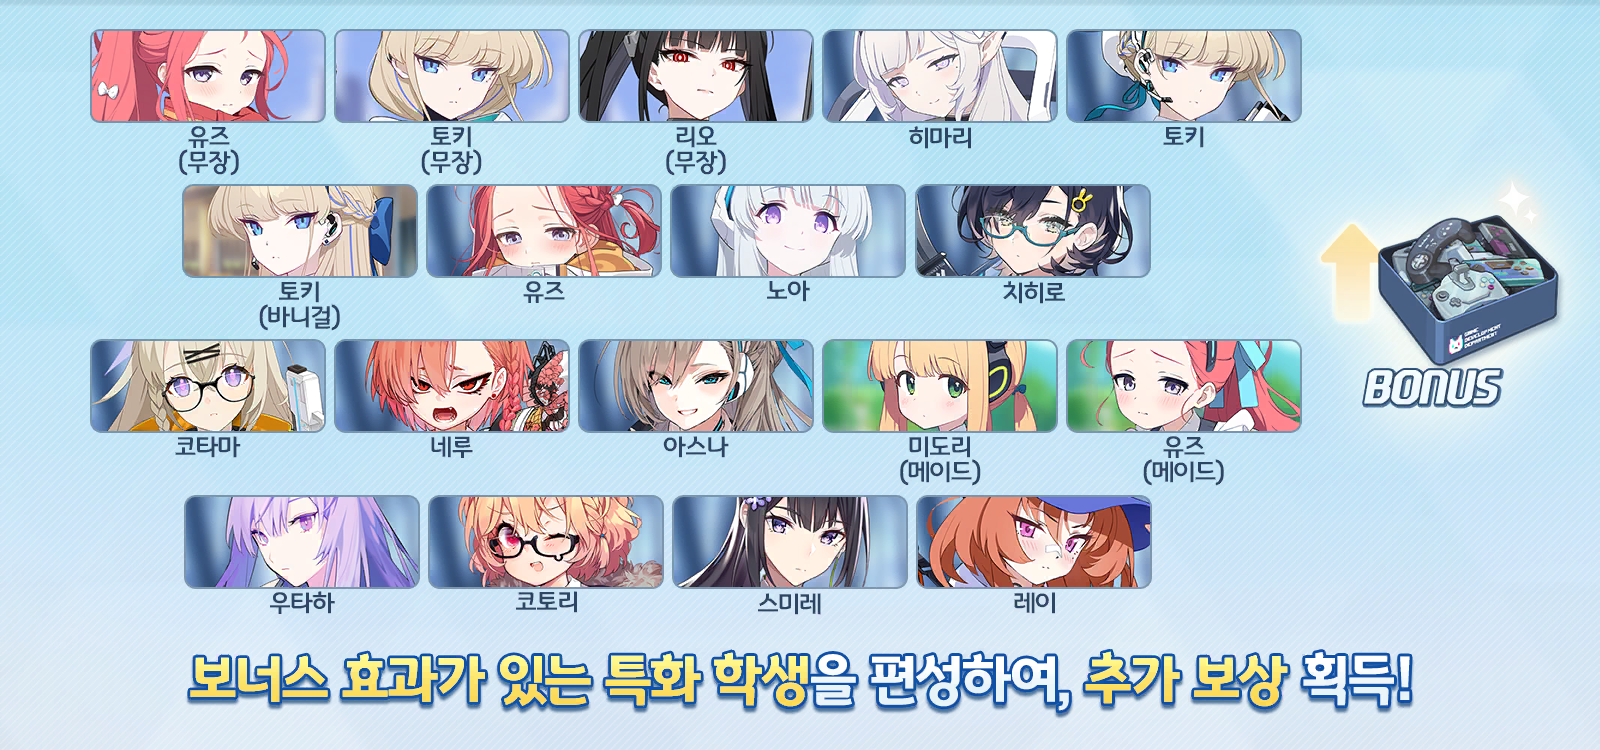 유즈
(무장)
토키
(무장)
리오
(무장)
히마리
토키
토키
(바니걸)
유즈
노아
치히로
GAME
DEVELOPMENT
DEPARTMENT
BONUS
코타마
네루
아스나
미도리
(메이드)
유즈
(메이드)
우타하
코토리
스미레
레이
보너스 효과가 있는 특화 학생을 편성하여, 추가 보상 획득!